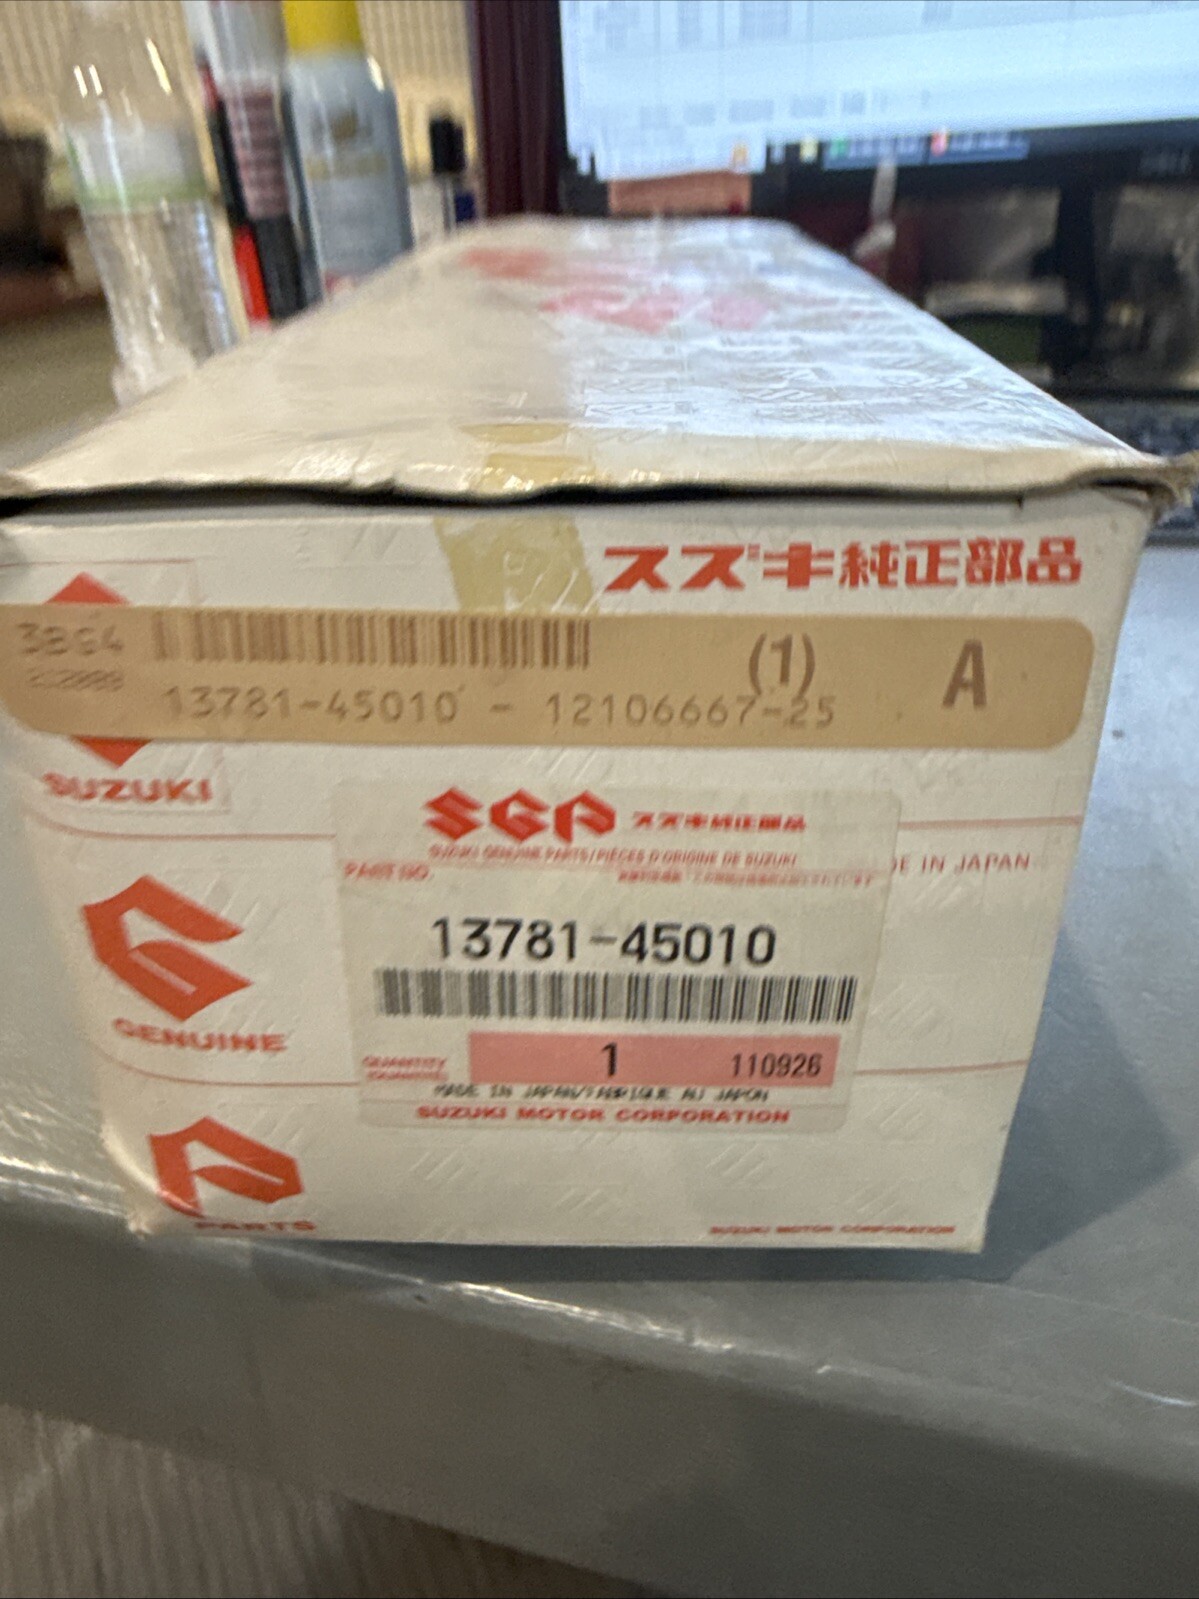 スズキ純正部品
3894
(1)
A
13781-45010 - 12106667-25
SUZUKI
SGP スズキ純正部品
SUZUKI GENUINE PARTS/PIÈCES D'ORIGINE DE SUZUKI
PART NO.
DE IN JAPAN
13781-45010
GENUINE
QUANTITY
1
110926
MADE IN JAPAN/FABRIQUE AU JAPON
SUZUKI MOTOR CORPORATION
PARTS
SUZUKI MOTOR CORPORATION